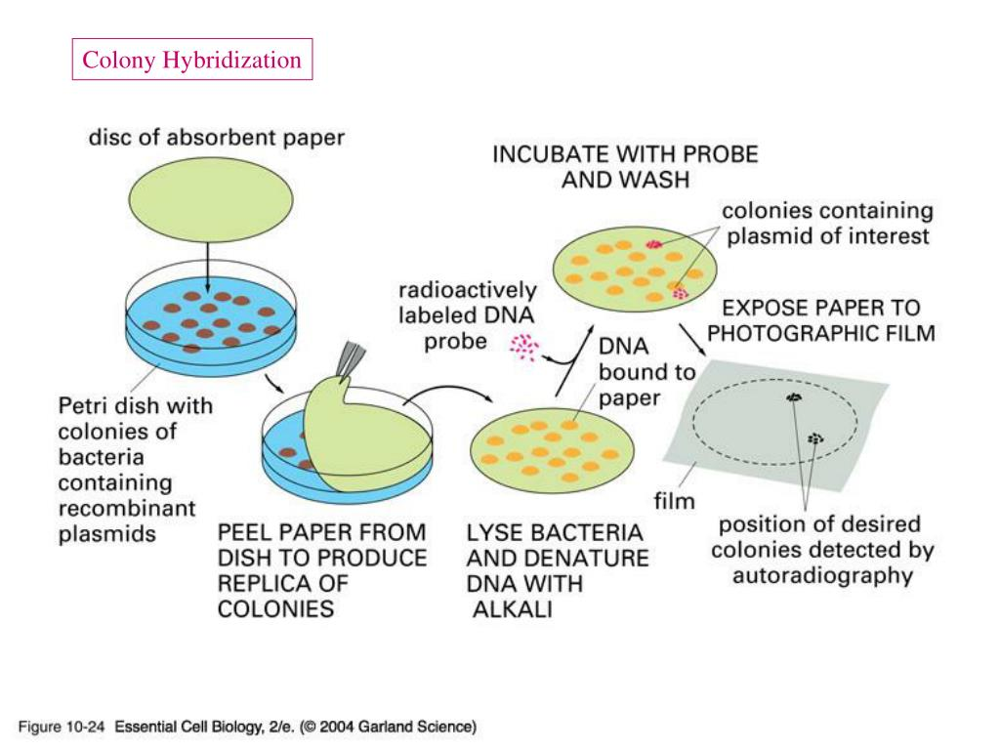 Colony Hybridization
disc of absorbent paper
INCUBATE WITH PROBE
AND WASH
colonies containing
plasmid of interest
radioactively
labeled DNA
probe
EXPOSE PAPER TO
PHOTOGRAPHIC FILM
DNA
bound to
paper
Petri dish with
colonies of
bacteria
containing
recombinant
plasmids
film
PEEL PAPER FROM
DISH TO PRODUCE
REPLICA OF
COLONIES
LYSE BACTERIA
AND DENATURE
DNA WITH
ALKALI
position of desired
colonies detected by
autoradiography
Figure 10-24 Essential Cell Biology, 2/e. (© 2004 Garland Science)